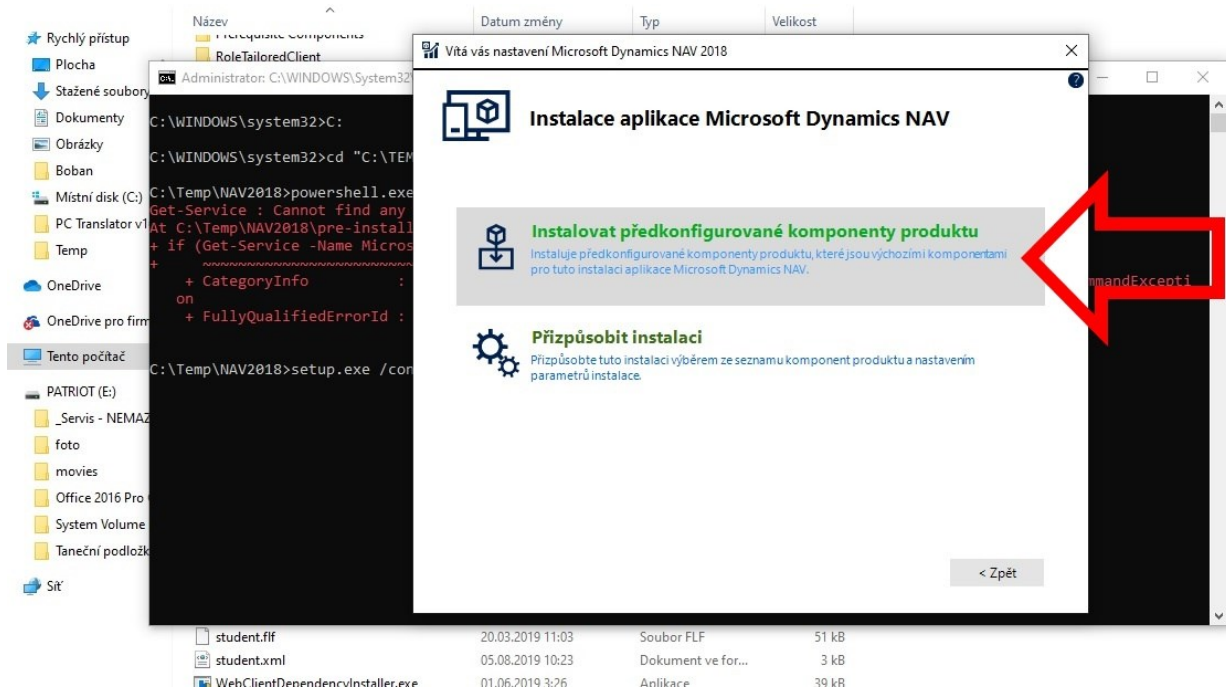 Název Datum změny Typ Velikost
Rychlý přístup
Plocha
Stažené soubory
Dokumenty
Obrázky
Boban
Místní disk (C:)
PC Translator v1
Temp
OneDrive
OneDrive pro firm
Tento počítač
PATRIOT (E:)
_Servis - NEMAZ
foto
movies
Office 2016 Pro
System Volume
Taneční podložk
Síť
Prerequisite Components
RoleTailoredClient
Administrator: C:\WINDOWS\System32\
C:\WINDOWS\system32>C:
C:\WINDOWS\system32>cd "C:\TEM
C:\Temp\NAV2018>powershell.exe
Get-Service : Cannot find any
At C:\Temp\NAV2018\pre-install
+ if (Get-Service -Name Micros
+ ~~~~~~~~~~~~~~~~~~~~~~~~
+ CategoryInfo : mmandExcepti
on
+ FullyQualifiedErrorId :
C:\Temp\NAV2018>setup.exe /con
Vítá vás nastavení Microsoft Dynamics NAV 2018
Instalace aplikace Microsoft Dynamics NAV
Instalovat předkonfigurované komponenty produktu
Instaluje předkonfigurované komponenty produktu, které jsou výchozími komponentami
pro tuto instalaci aplikace Microsoft Dynamics NAV.
Přizpůsobit instalaci
Přizpůsobte tuto instalaci výběrem ze seznamu komponent produktu a nastavením
parametrů instalace.
< Zpět
student.flf 20.03.2019 11:03 Soubor FLF 51 kB
student.xml 05.08.2019 10:23 Dokument ve for... 3 kB
WebClientDependencyInstaller.exe 01.06.2019 3:26 Aplikace 39 kB